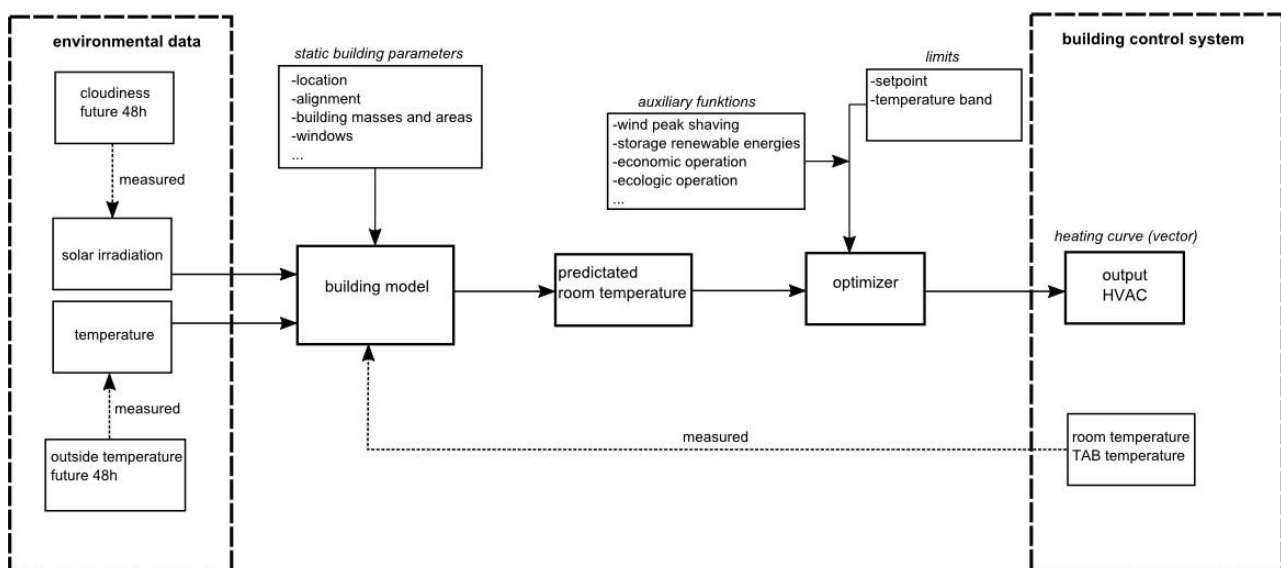 environmental data
cloudiness
future 48h
measured
solar irradiation
temperature
measured
outside temperature
future 48h
static building parameters
-location
-alignment
-building masses and areas
-windows
...
building model
predictated
room temperature
auxiliary funktions
-wind peak shaving
-storage renewable energies
-economic operation
-ecologic operation
...
limits
-setpoint
-temperature band
optimizer
measured
building control system
heating curve (vector)
output
HVAC
room temperature
TAB temperature